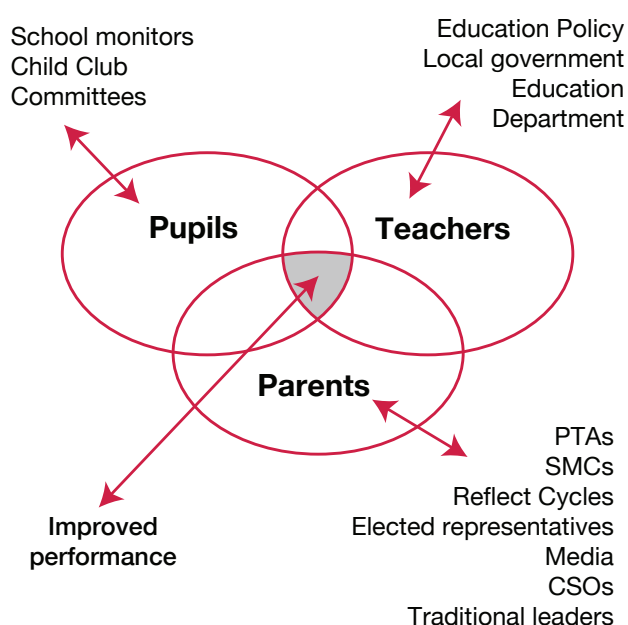 School monitors
Child Club
Committees
Education Policy
Local government
Education
Department
Pupils
Teachers
Parents
Improved
performance
PTAs
SMCs
Reflect Cycles
Elected representatives
Media
CSOs
Traditional leaders